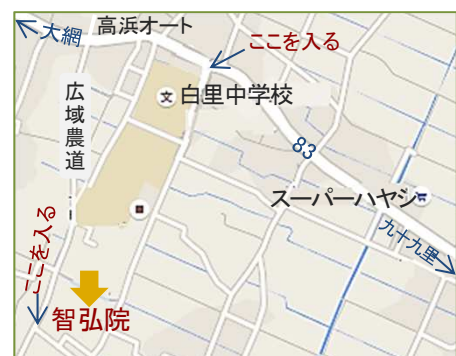 大網
高浜オート
ここを入る
広域農道
文
白里中学校
83
スーパーハヤシ
九十九里
ここを入る
智弘院